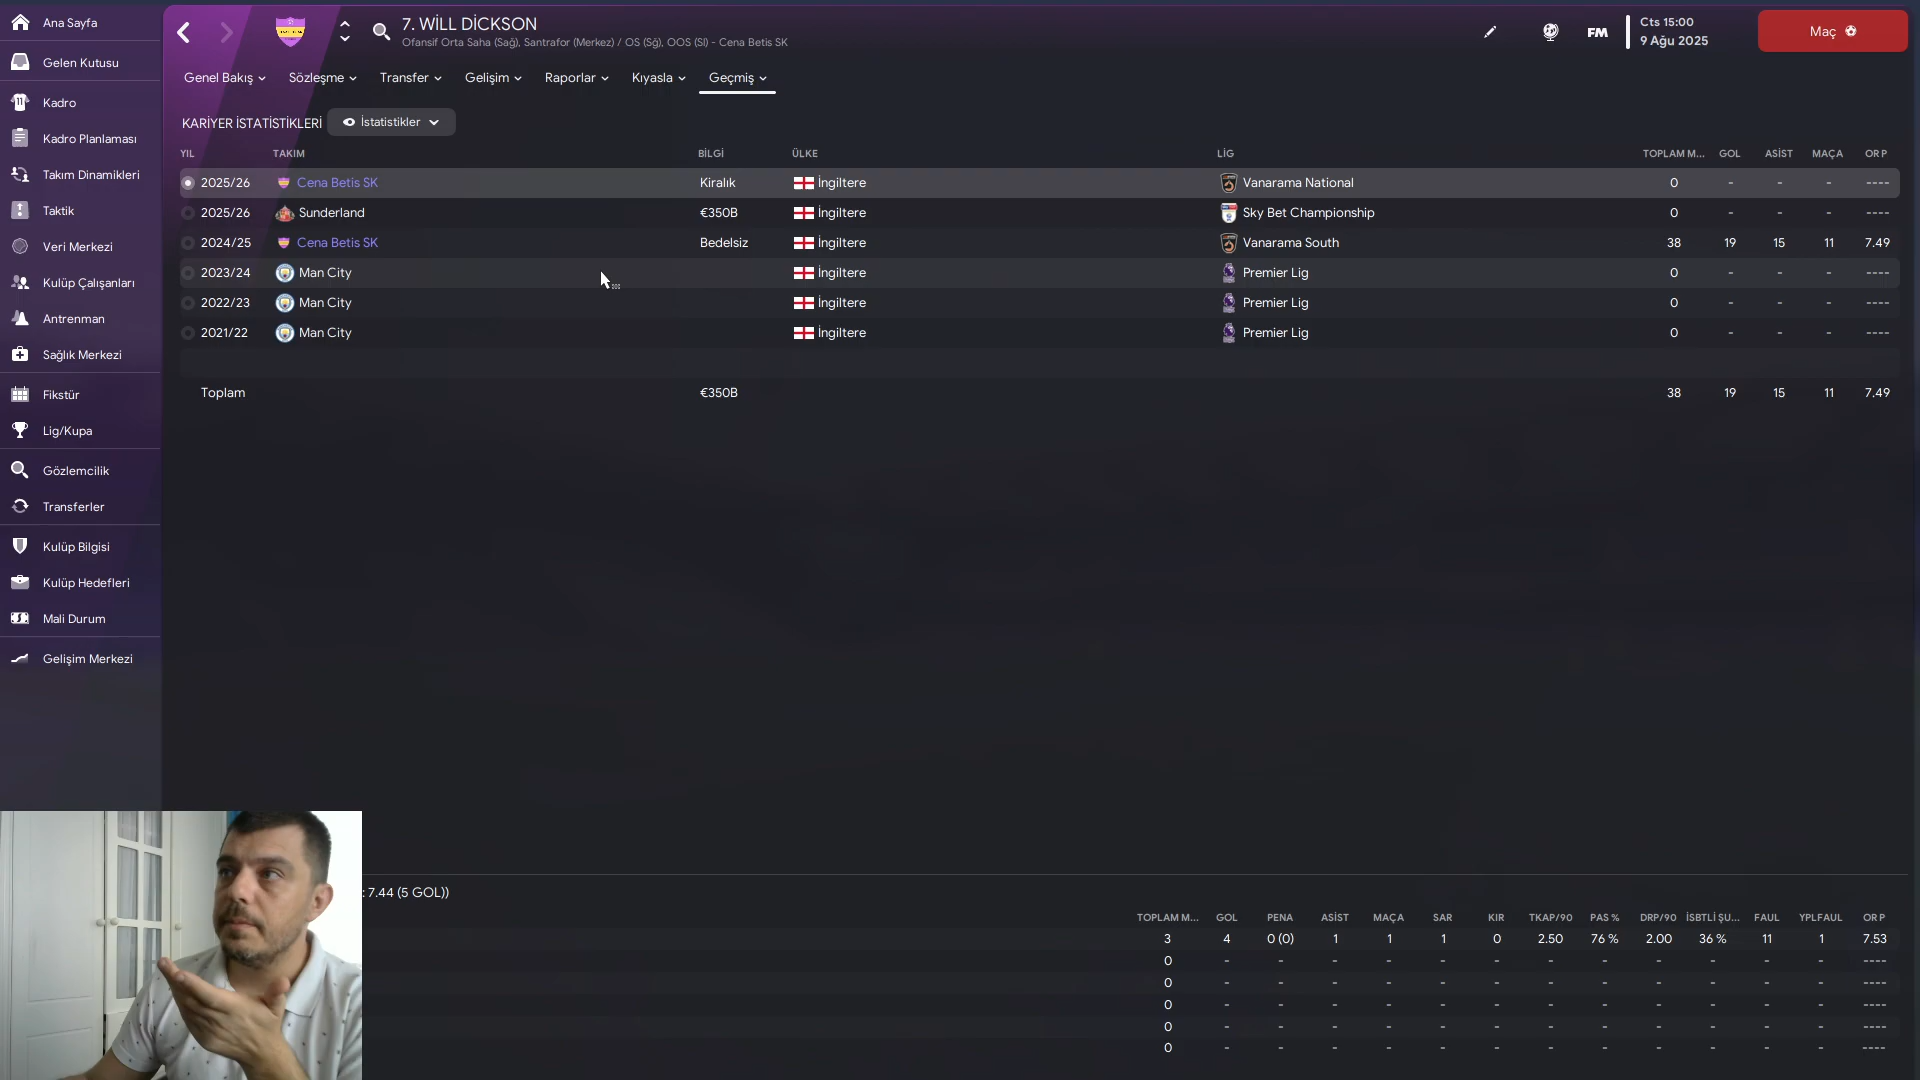 Ana Sayfa
Gelen Kutusu
Kadro
Kadro Planlaması
Takım Dinamikleri
Taktik
Veri Merkezi
Kulüp Çalışanları
Antrenman
Sağlık Merkezi
Fikstür
Lig/Kupa
Gözlemcilik
Transferler
Kulüp Bilgisi
Kulüp Hedefleri
Mali Durum
Gelişim Merkezi
7. WİLL DİCKSON
Ofansif Orta Saha (Sağ), Santrafor (Merkez) / OS (Sğ), OOS (Sl) - Cena Betis SK
FM
Cts 15:00
9 Ağu 2025
Maç
Genel Bakış Sözleşme Transfer Gelişim Raporlar Kıyasla Geçmiş
KARİYER İSTATİSTİKLERİ İstatistikler
YIL TAKIM BİLGİ ÜLKE LİG TOPLAM M... GOL ASİST MAÇA OR P
2025/26 Cena Betis SK Kiralık İngiltere Vanarama National 0 - - - ----
2025/26 Sunderland €350B İngiltere Sky Bet Championship 0 - - - ----
2024/25 Cena Betis SK Bedelsiz İngiltere Vanarama South 38 19 15 11 7.49
2023/24 Man City İngiltere Premier Lig 0 - - - ----
2022/23 Man City İngiltere Premier Lig 0 - - - ----
2021/22 Man City İngiltere Premier Lig 0 - - - ----
Toplam €350B 38 19 15 11 7.49
: 7.44 (5 GOL))
TOPLAM M... GOL PENA ASİST MAÇA SAR KIR TKAP/90 PAS % DRP/90 İSBTLİ ŞU... FAUL YPLFAUL OR P
3 4 0 (0) 1 1 1 0 2.50 76 % 2.00 36 % 11 1 7.53
0 - - - - - - - - - - - - ----
0 - - - - - - - - - - - - ----
0 - - - - - - - - - - - - ----
0 - - - - - - - - - - - - ----
0 - - - - - - - - - - - - ----